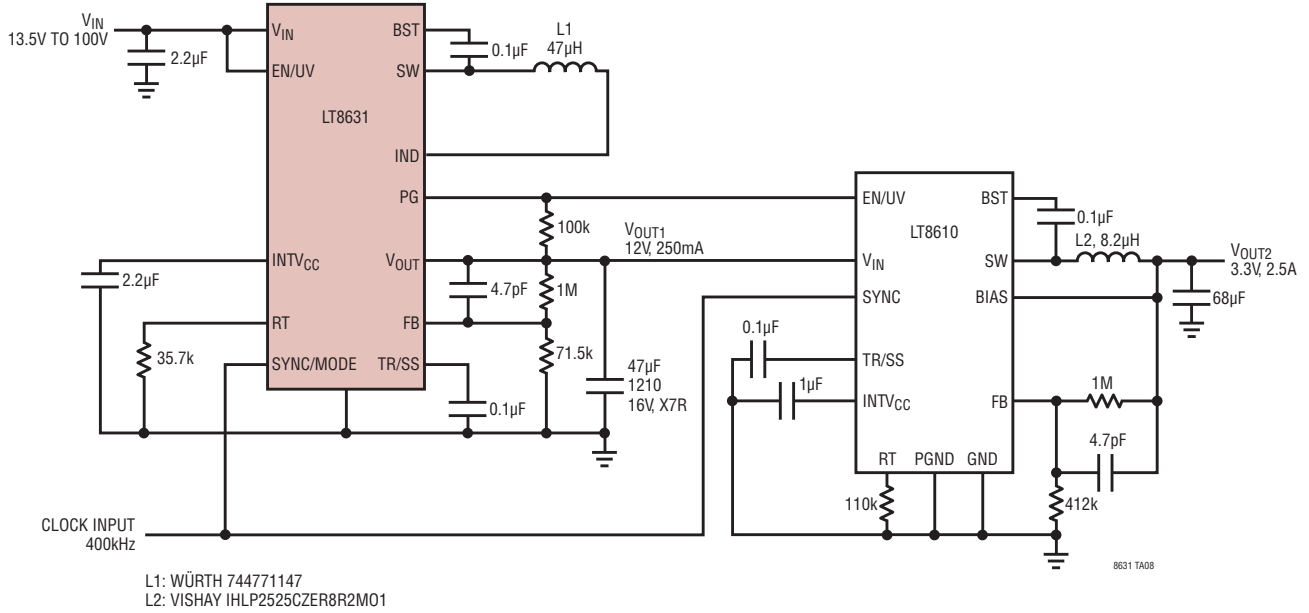 VIN
13.5V TO 100V
2.2µF
VIN
EN/UV
LT8631
BST
SW
IND
PG
INTVCC
VOUT
RT
FB
SYNC/MODE
TR/SS
0.1µF
L1
47µH
100k
VOUT1
12V, 250mA
4.7pF
1M
71.5k
47µF
1210
16V, X7R
0.1µF
2.2µF
35.7k
CLOCK INPUT
400kHz
EN/UV
BST
LT8610
VIN
SW
SYNC
BIAS
TR/SS
INTVCC
FB
RT
PGND
GND
0.1µF
L2, 8.2µH
VOUT2
3.3V, 2.5A
68µF
0.1µF
1µF
1M
4.7pF
110k
412k
8631 TA08
L1: WÜRTH 744771147
L2: VISHAY IHLP2525CZER8R2MO1